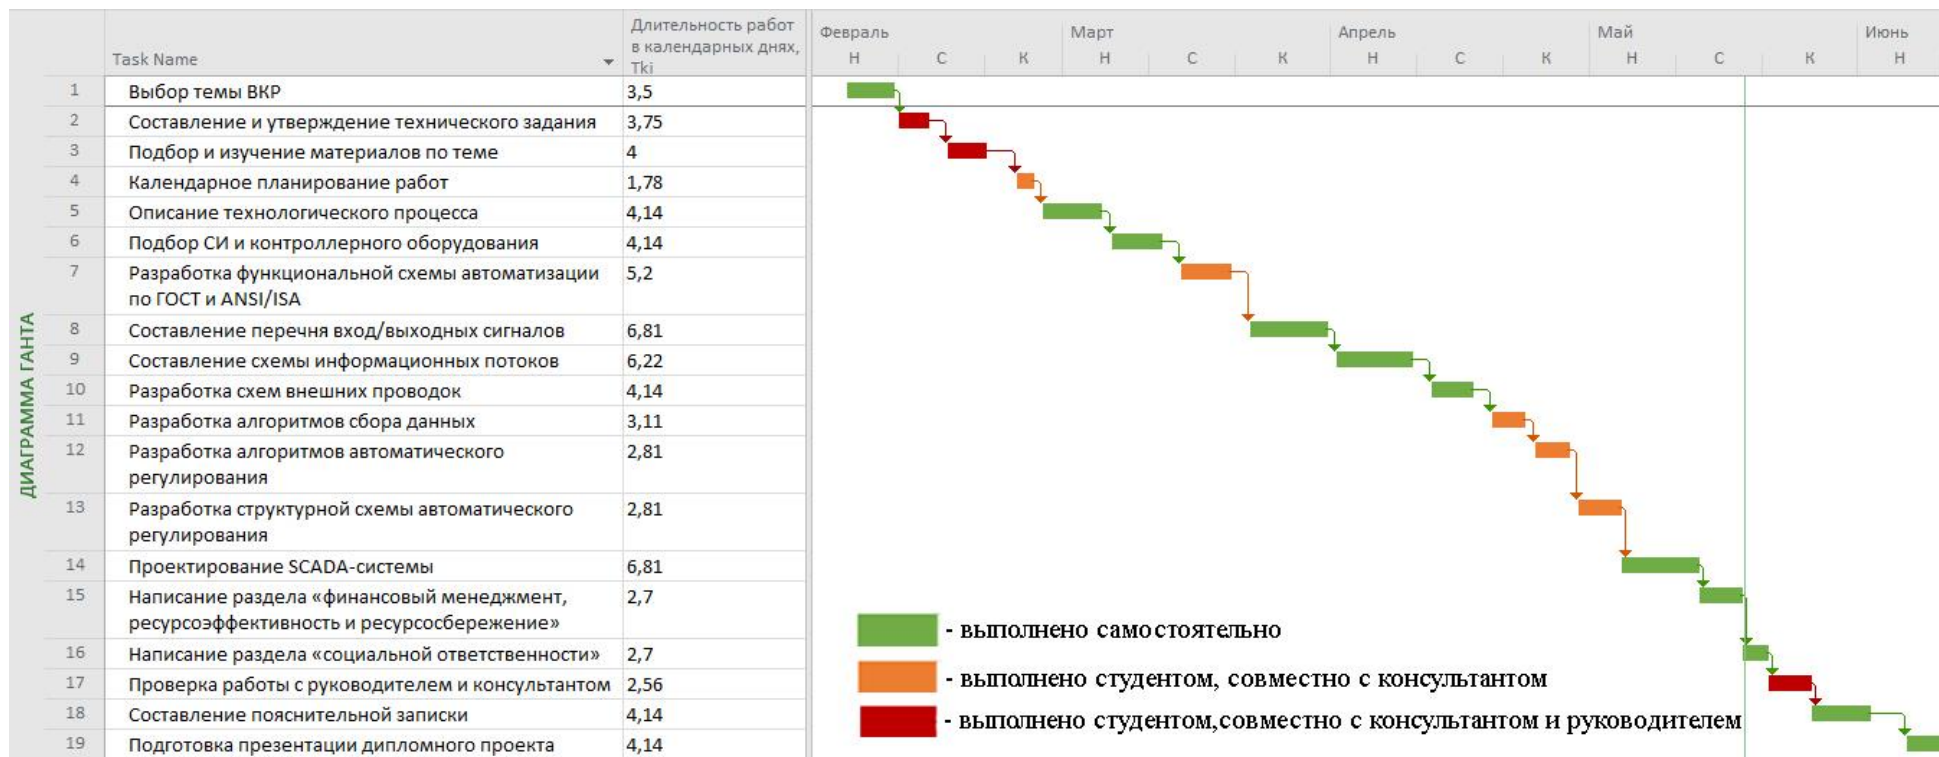 Длительность работ
в календарных днях,
Tki
Task Name
Февраль Март Апрель Май Июнь
Н С К Н С К Н С К Н С К Н
1 Выбор темы ВКР 3,5
2 Составление и утверждение технического задания 3,75
3 Подбор и изучение материалов по теме 4
4 Календарное планирование работ 1,78
5 Описание технологического процесса 4,14
6 Подбор СИ и контроллерного оборудования 4,14
7 Разработка функциональной схемы автоматизации 5,2
по ГОСТ и ANSI/ISA
8 Составление перечня вход/выходных сигналов 6,81
9 Составление схемы информационных потоков 6,22
10 Разработка схем внешних проводок 4,14
11 Разработка алгоритмов сбора данных 3,11
12 Разработка алгоритмов автоматического 2,81
регулирования
13 Разработка структурной схемы автоматического 2,81
регулирования
14 Проектирование SCADA-системы 6,81
15 Написание раздела «финансовый менеджмент, 2,7
ресурсоэффективность и ресурсосбережение»
16 Написание раздела «социальной ответственности» 2,7
17 Проверка работы с руководителем и консультантом 2,56
18 Составление пояснительной записки 4,14
19 Подготовка презентации дипломного проекта 4,14
ДИАГРАММА ГАНТА
- выполнено самостоятельно
- выполнено студентом, совместно с консультантом
- выполнено студентом,совместно с консультантом и руководителем